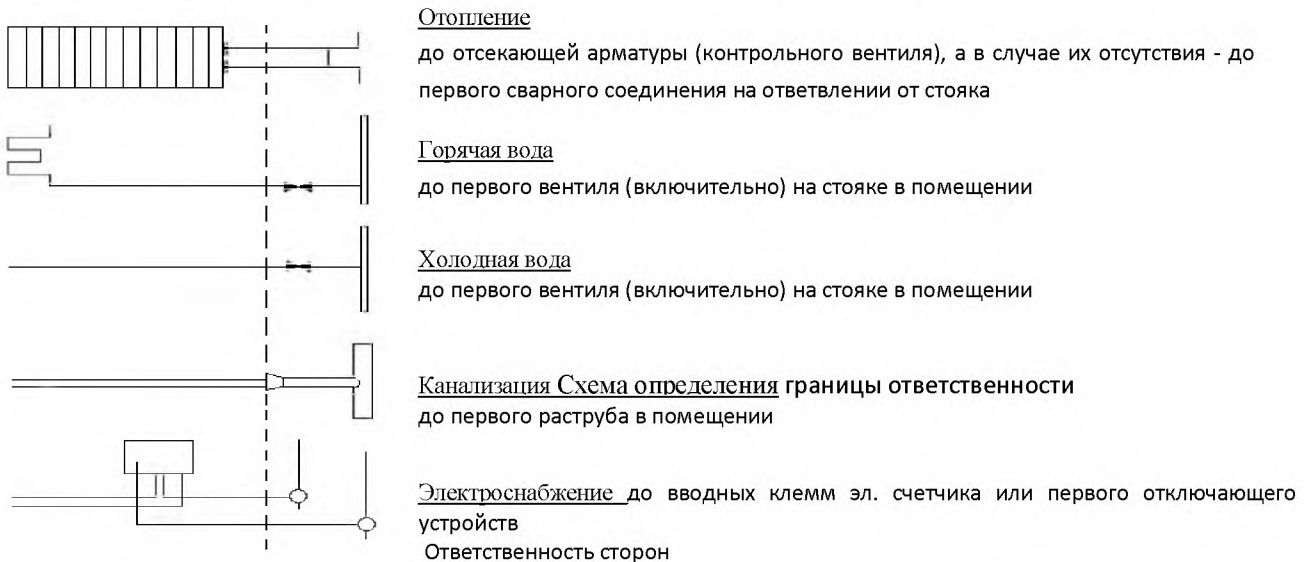 Отопление
до отсекающей арматуры (контрольного вентиля), а в случае их отсутствия - до
первого сварного соединения на ответвлении от стояка
Горячая вода
до первого вентиля (включительно) на стояке в помещении
Холодная вода
до первого вентиля (включительно) на стояке в помещении
Канализация Схема определения границы ответственности
до первого раструба в помещении
Электроснабжение до вводных клемм эл. счетчика или первого отключающего
устройств
Ответственность сторон